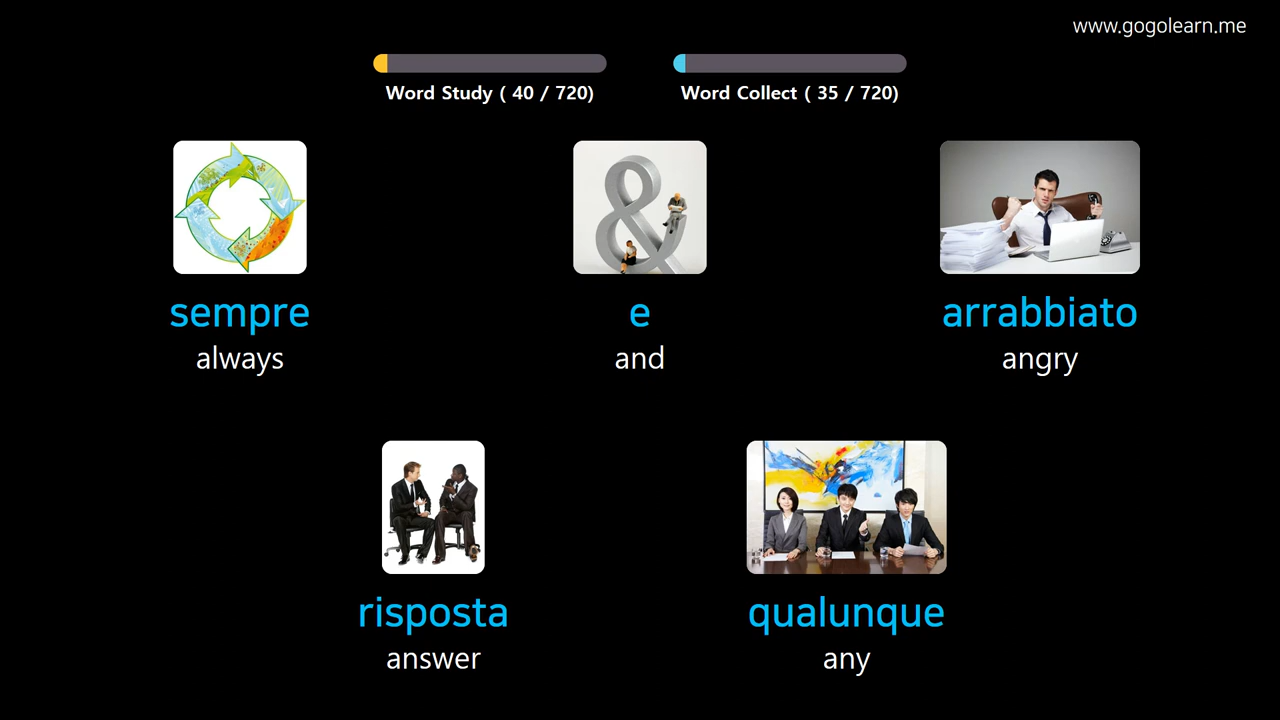 www.gogolearn.me
Word Study ( 40 / 720)
Word Collect ( 35 / 720)
sempre
always
e
and
arrabbiato
angry
risposta
answer
qualunque
any